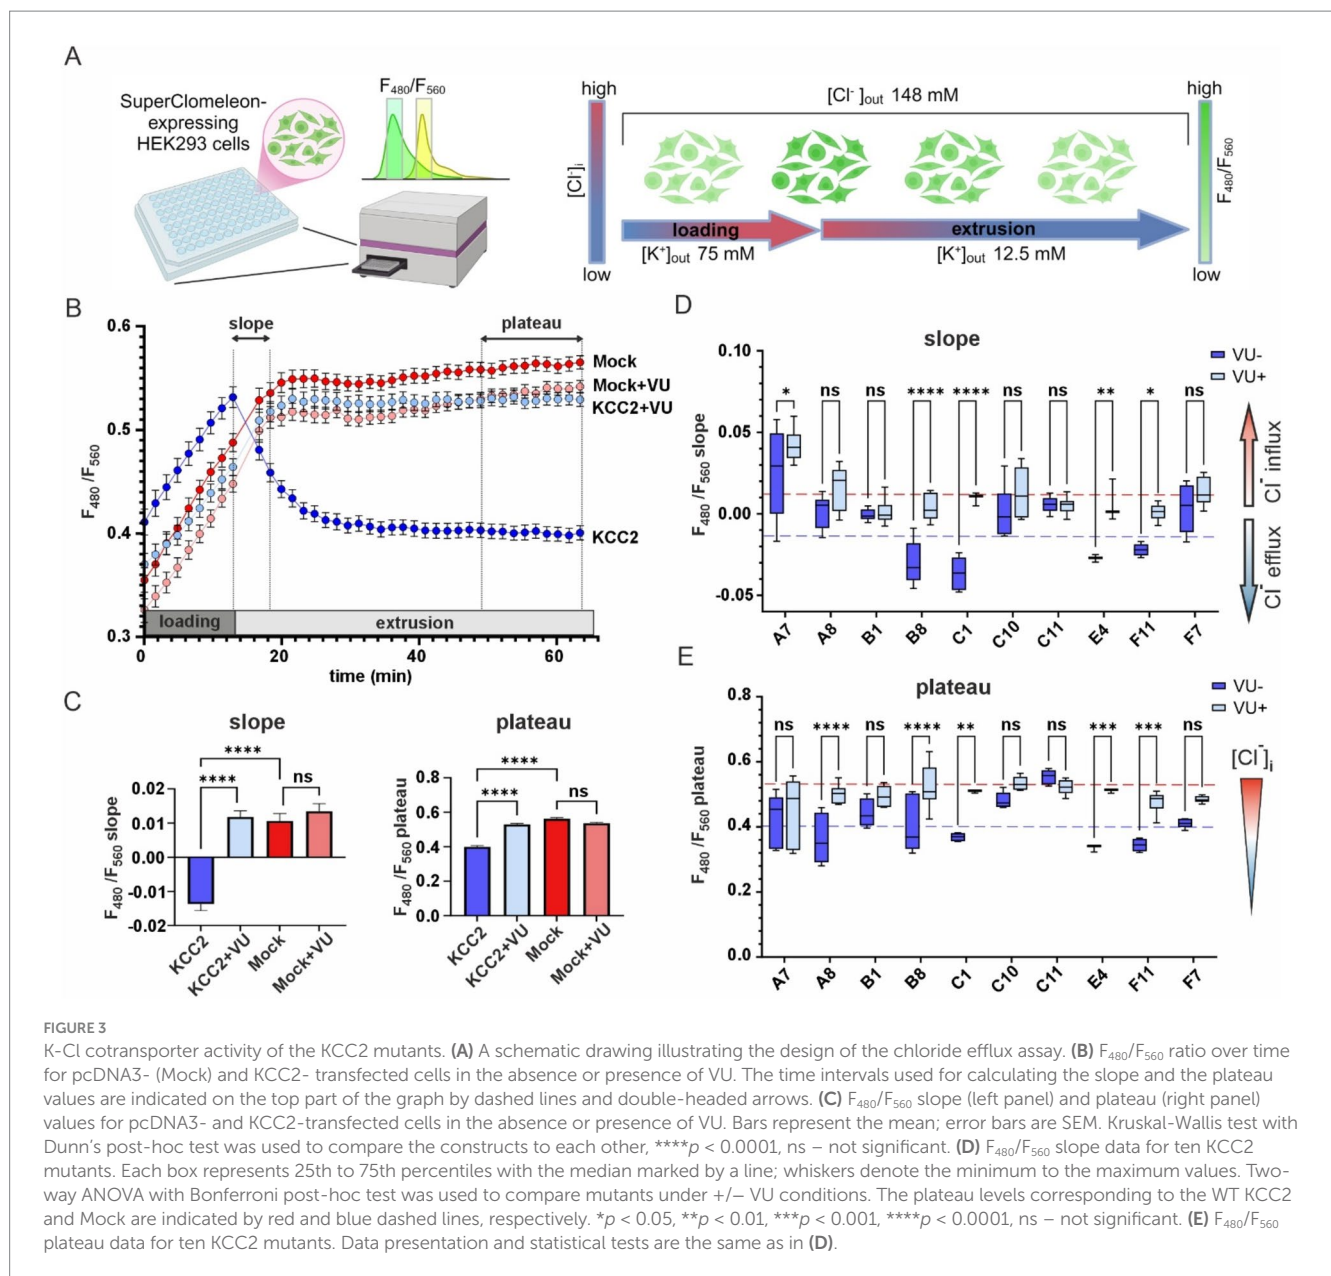 A
SuperClomeleon-
expressing
HEK293 cells
F480/F560
high
[Cl-]i
low
[Cl-]out 148 mM
loading
extrusion
[K+]out 75 mM
[K+]out 12.5 mM
high
F480/F560
low
B
slope
plateau
0.6
0.5
0.4
0.3
F480/F560
Mock
Mock+VU
KCC2+VU
KCC2
loading
extrusion
0
20
40
60
time (min)
C
slope
****
****
ns
0.02
0.01
0.00
-0.01
-0.02
F480/F560 slope
KCC2
KCC2+VU
Mock
Mock+VU
plateau
****
****
ns
0.8
0.6
0.4
0.2
0.0
F480/F560 plateau
KCC2
KCC2+VU
Mock
Mock+VU
D
slope
VU-
VU+
0.10
0.05
0.00
-0.05
F480/F560 slope
* ns ns **** **** ns ns ** * ns
A7 A8 B1 B8 C1 C10 C11 E4 F11 F7
Cl- influx
Cl- efflux
E
plateau
VU-
VU+
0.8
0.6
0.4
0.2
0.0
F480/F560 plateau
ns **** ns **** ** ns ns *** *** ns
A7 A8 B1 B8 C1 C10 C11 E4 F11 F7
[Cl-]i
FIGURE 3
K-Cl cotransporter activity of the KCC2 mutants. (A) A schematic drawing illustrating the design of the chloride efflux assay. (B) F480/F560 ratio over time
for pcDNA3- (Mock) and KCC2- transfected cells in the absence or presence of VU. The time intervals used for calculating the slope and the plateau
values are indicated on the top part of the graph by dashed lines and double-headed arrows. (C) F480/F560 slope (left panel) and plateau (right panel)
values for pcDNA3- and KCC2-transfected cells in the absence or presence of VU. Bars represent the mean; error bars are SEM. Kruskal-Wallis test with
Dunn's post-hoc test was used to compare the constructs to each other, ****p < 0.0001, ns – not significant. (D) F480/F560 slope data for ten KCC2
mutants. Each box represents 25th to 75th percentiles with the median marked by a line; whiskers denote the minimum to the maximum values. Two-
way ANOVA with Bonferroni post-hoc test was used to compare mutants under +/− VU conditions. The plateau levels corresponding to the WT KCC2
and Mock are indicated by red and blue dashed lines, respectively. *p < 0.05, **p < 0.01, ***p < 0.001, ****p < 0.0001, ns – not significant. (E) F480/F560
plateau data for ten KCC2 mutants. Data presentation and statistical tests are the same as in (D).